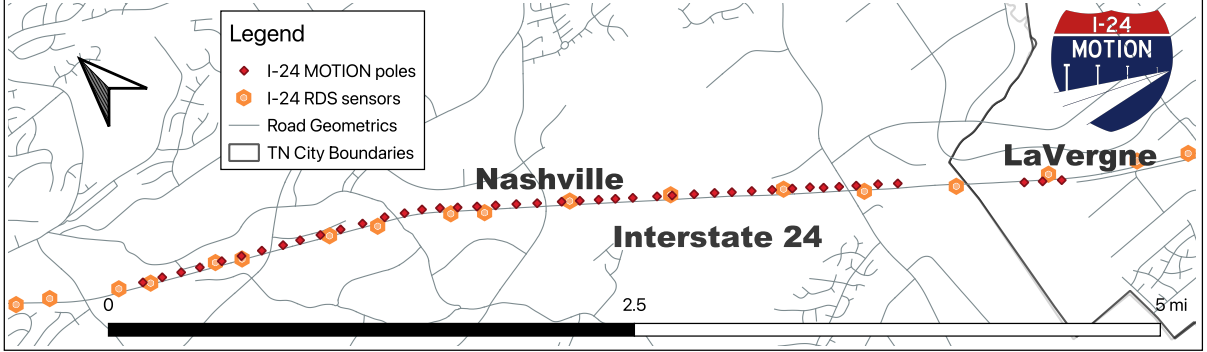 Legend
I-24 MOTION poles
I-24 RDS sensors
Road Geometrics
TN City Boundaries
I-24
MOTION
LaVergne
Nashville
Interstate 24
0
2.5
5 mi